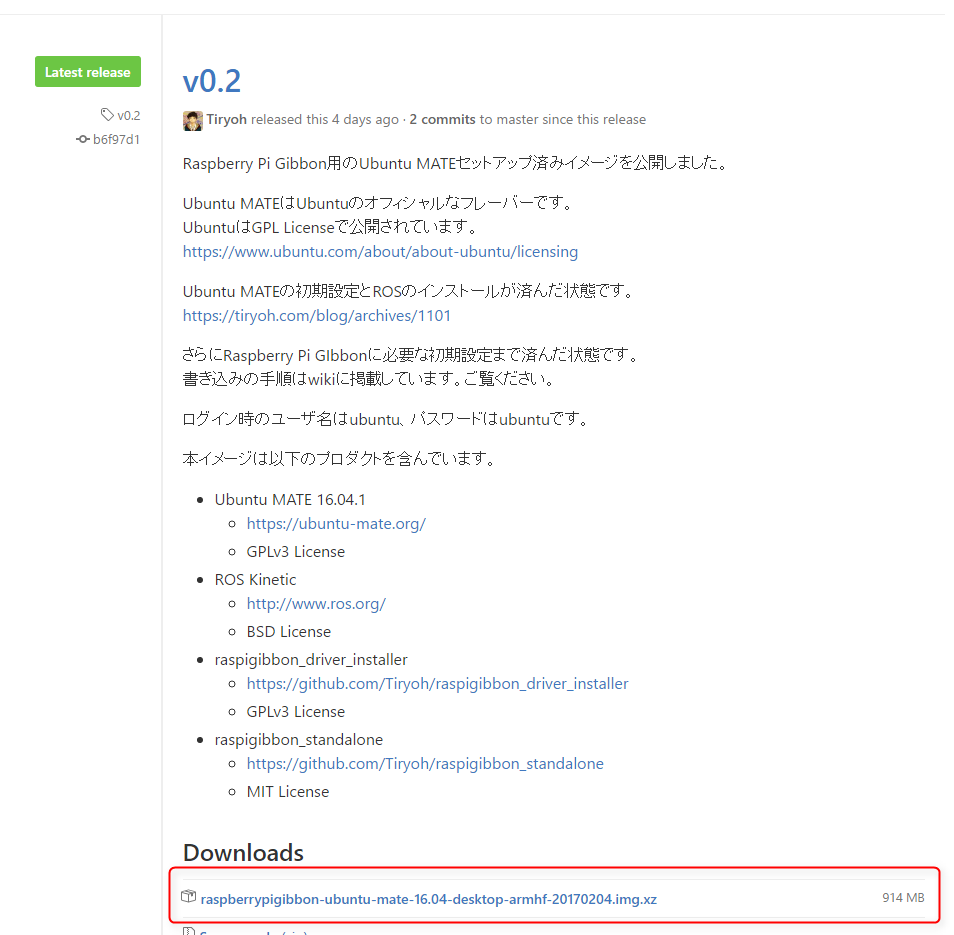 Latest release
v0.2
b6f97d1
v0.2
Tiryoh released this 4 days ago · 2 commits to master since this release
Raspberry Pi Gibbon用のUbuntu MATEセットアップ済みイメージを公開しました。
Ubuntu MATEはUbuntuのオフィシャルなフレーバーです。
UbuntuはGPL Licenseで公開されています。
https://www.ubuntu.com/about/about-ubuntu/licensing
Ubuntu MATEの初期設定とROSのインストールが済んだ状態です。
https://tiryoh.com/blog/archives/1101
さらにRaspberry Pi GIbbonに必要な初期設定まで済んだ状態です。
書き込みの手順はwikiに掲載しています。ご覧ください。
ログイン時のユーザ名はubuntu、パスワードはubuntuです。
本イメージは以下のプロダクトを含んでいます。
Ubuntu MATE 16.04.1
https://ubuntu-mate.org/
GPLv3 License
ROS Kinetic
http://www.ros.org/
BSD License
raspigibbon_driver_installer
https://github.com/Tiryoh/raspigibbon_driver_installer
GPLv3 License
raspigibbon_standalone
https://github.com/Tiryoh/raspigibbon_standalone
MIT License
Downloads
raspberrypigibbon-ubuntu-mate-16.04-desktop-armhf-20170204.img.xz 914 MB